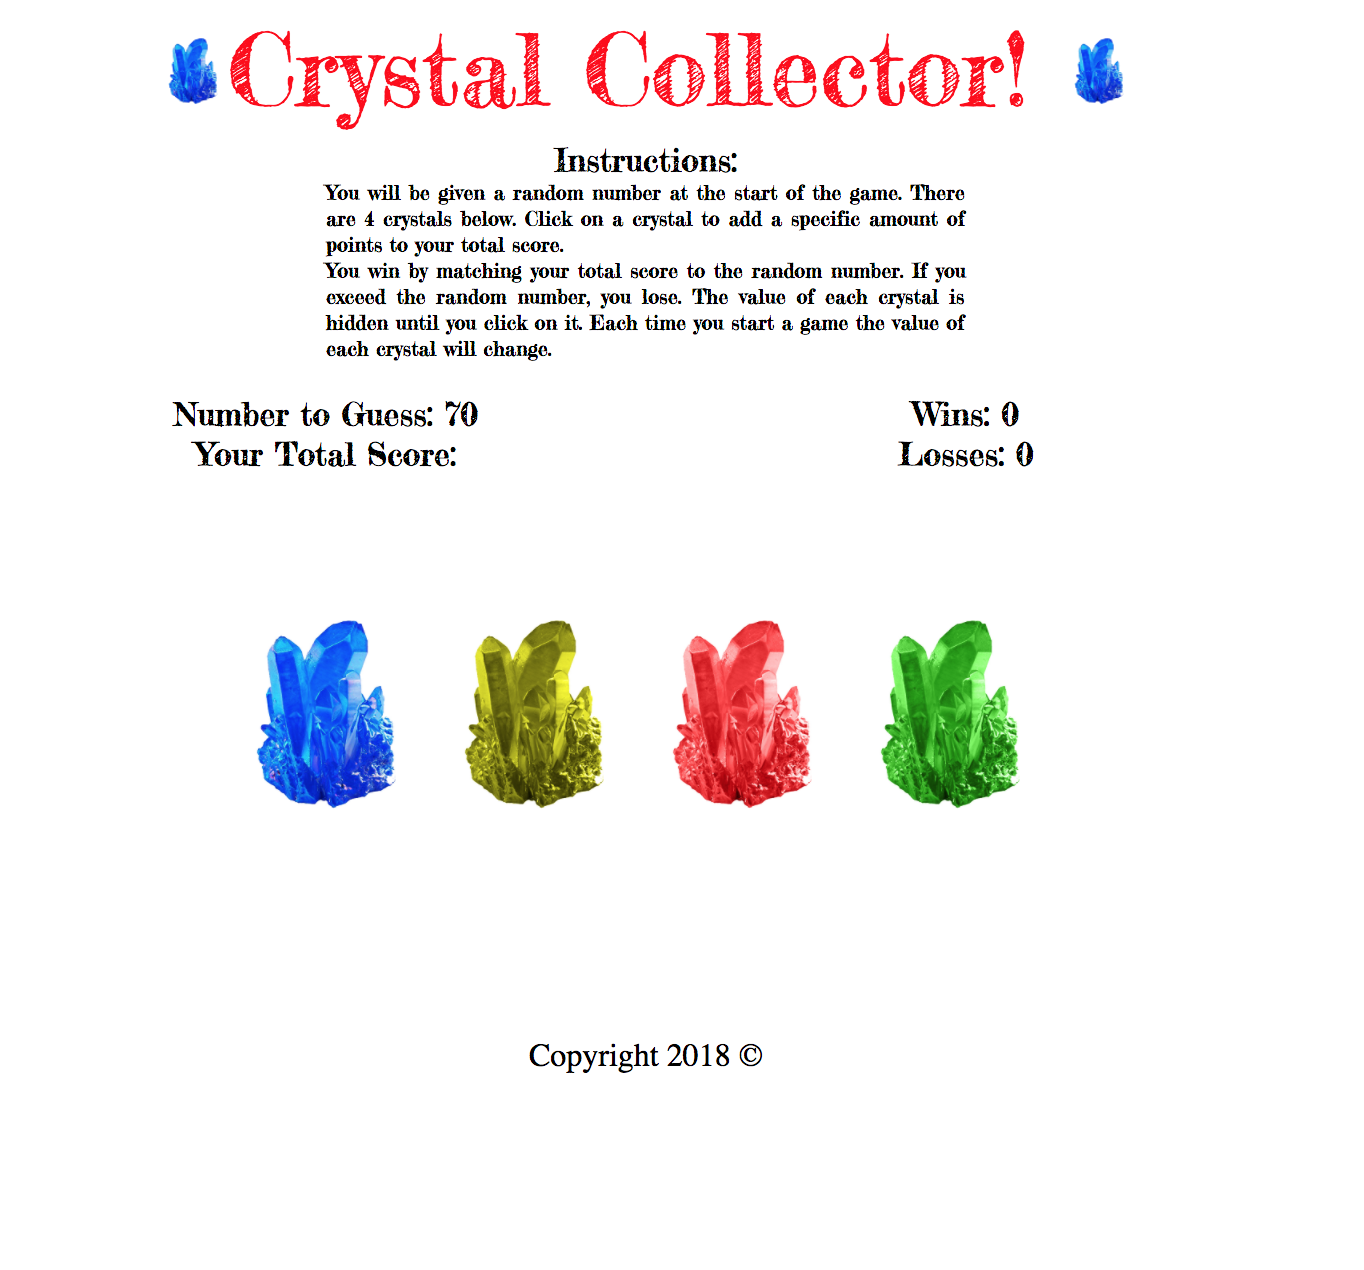 Crystal Collector!
Instructions:
You will be given a random number at the start of the game. There
are 4 crystals below. Click on a crystal to add a specific amount of
points to your total score.
You win by matching your total score to the random number. If you
exceed the random number, you lose. The value of each crystal is
hidden until you click on it. Each time you start a game the value of
each crystal will change.
Number to Guess: 70
Your Total Score:
Wins: 0
Losses: 0
Copyright 2018 ©